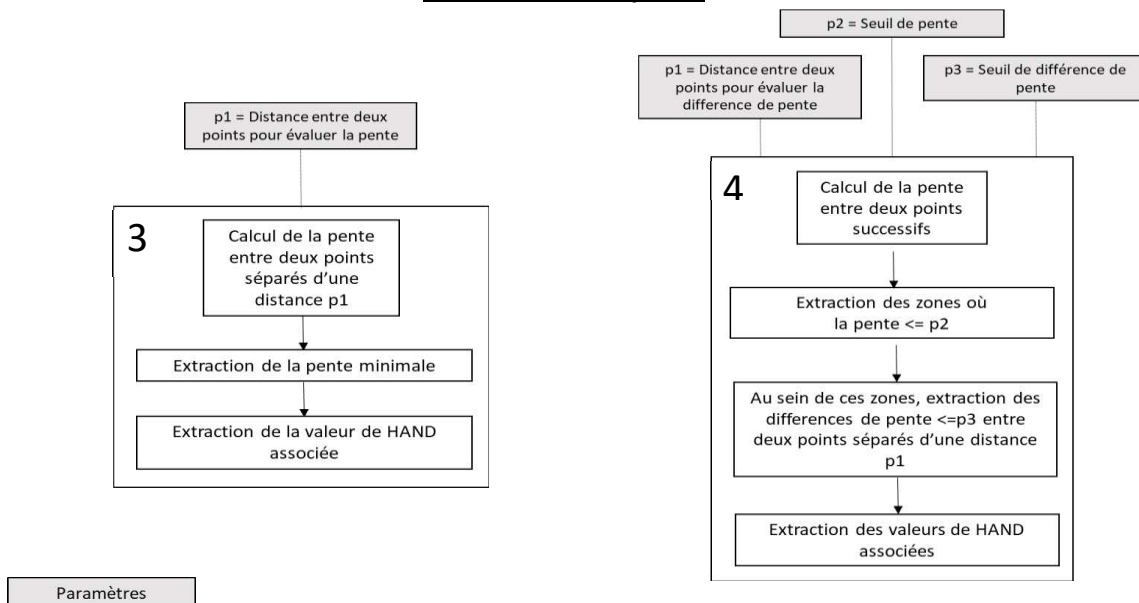 p1 = Distance entre deux
points pour évaluer la pente
3
Calcul de la pente
entre deux points
séparés d'une
distance p1
Extraction de la pente minimale
Extraction de la valeur de HAND
associée
p2 = Seuil de pente
p1 = Distance entre deux
points pour évaluer la
difference de pente
p3 = Seuil de différence de
pente
4
Calcul de la pente
entre deux points
successifs
Extraction des zones où
la pente <= p2
Au sein de ces zones, extraction des
differences de pente <=p3 entre
deux points séparés d'une distance
p1
Extraction des valeurs de HAND
associées
Paramètres